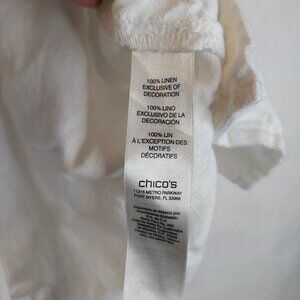 100% LINEN
EXCLUSIVE OF
DECORATION
100% LINO
EXCLUSIVO DE LA
DECORACIÓN
100% LIN
À L'EXCEPTION DES
MOTIFS
DÉCORATIFS
chico's
11215 METRO PARKWAY
FORT MYERS, FL 33966